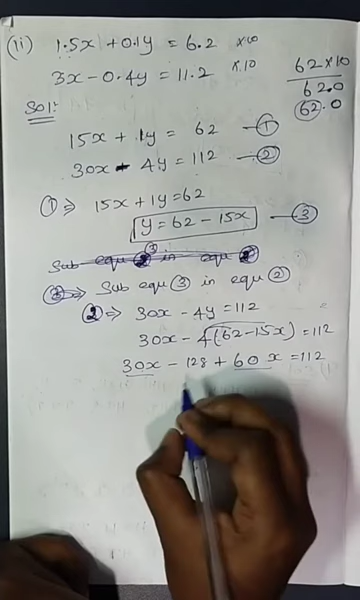 (ii) 1.5x + 0.1y = 6.2 ×10
3x - 0.4y = 11.2 ×10
62×10
62.0
62.0
Sol:
15x + 1y = 62 — ①
30x - 4y = 112 — ②
① ⇒ 15x + 1y = 62
y = 62 - 15x — ③
Sub equ ③ in equ ②
② ⇒ 30x - 4y = 112
30x - 4(62 - 15x) = 112
30x - 128 + 60x = 112